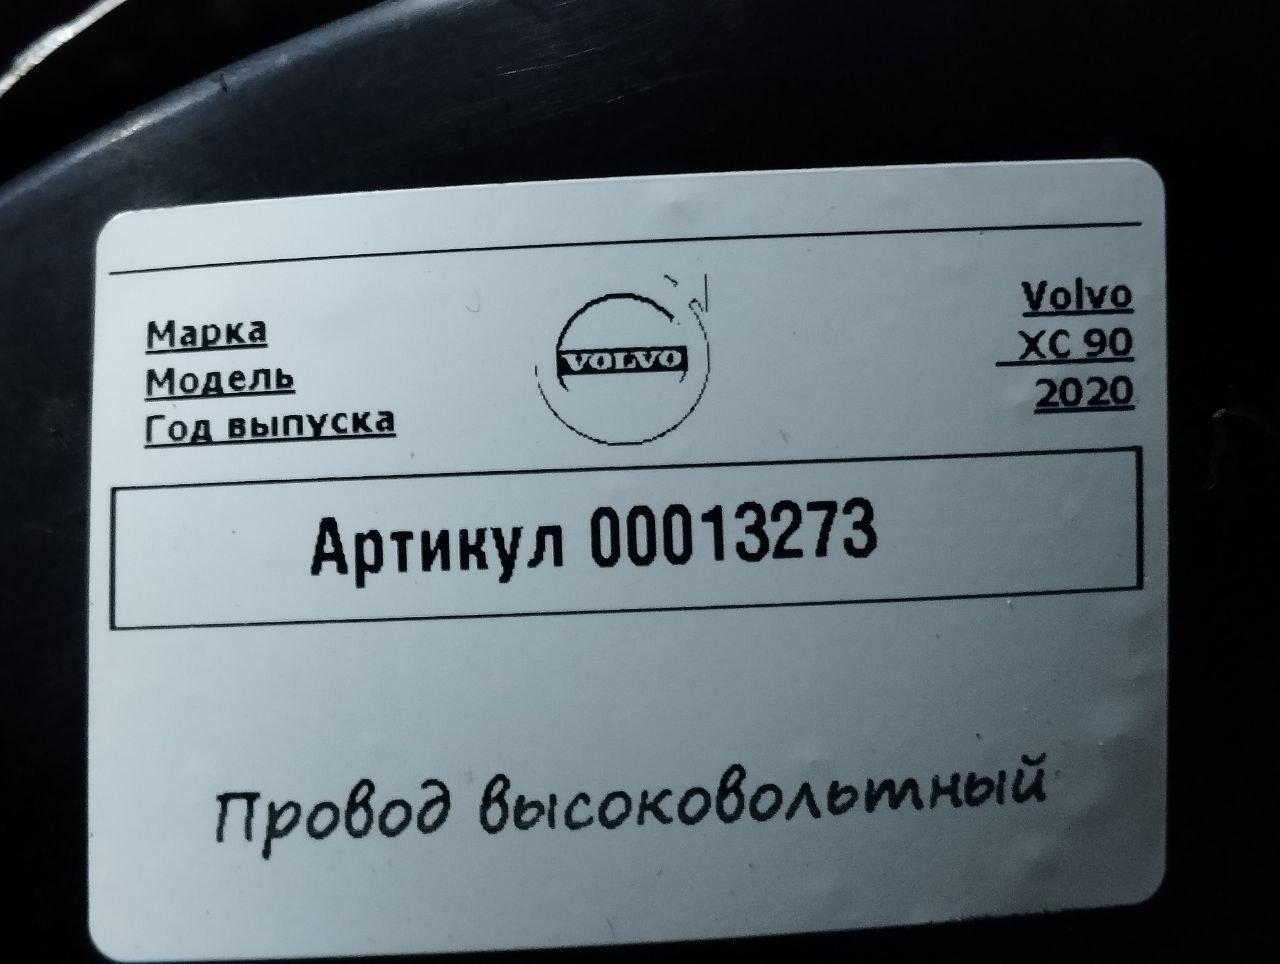 Марка
Модель
Год выпуска
VOLVO
Volvo
XC 90
2020
Артикул 00013273
Провод высоковольтный